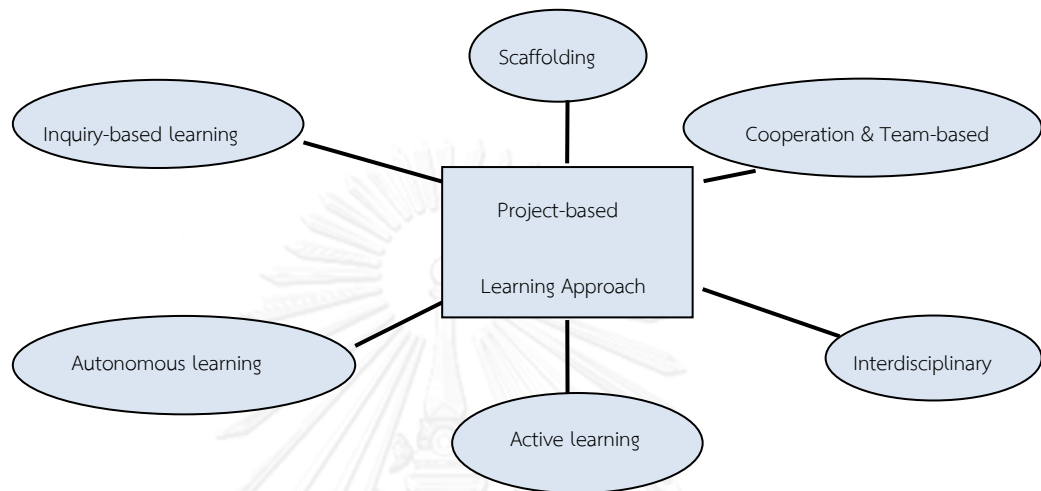 Scaffolding
Inquiry-based learning
Cooperation & Team-based
Project-based
Learning Approach
Autonomous learning
Interdisciplinary
Active learning